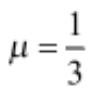 μ = 1/3